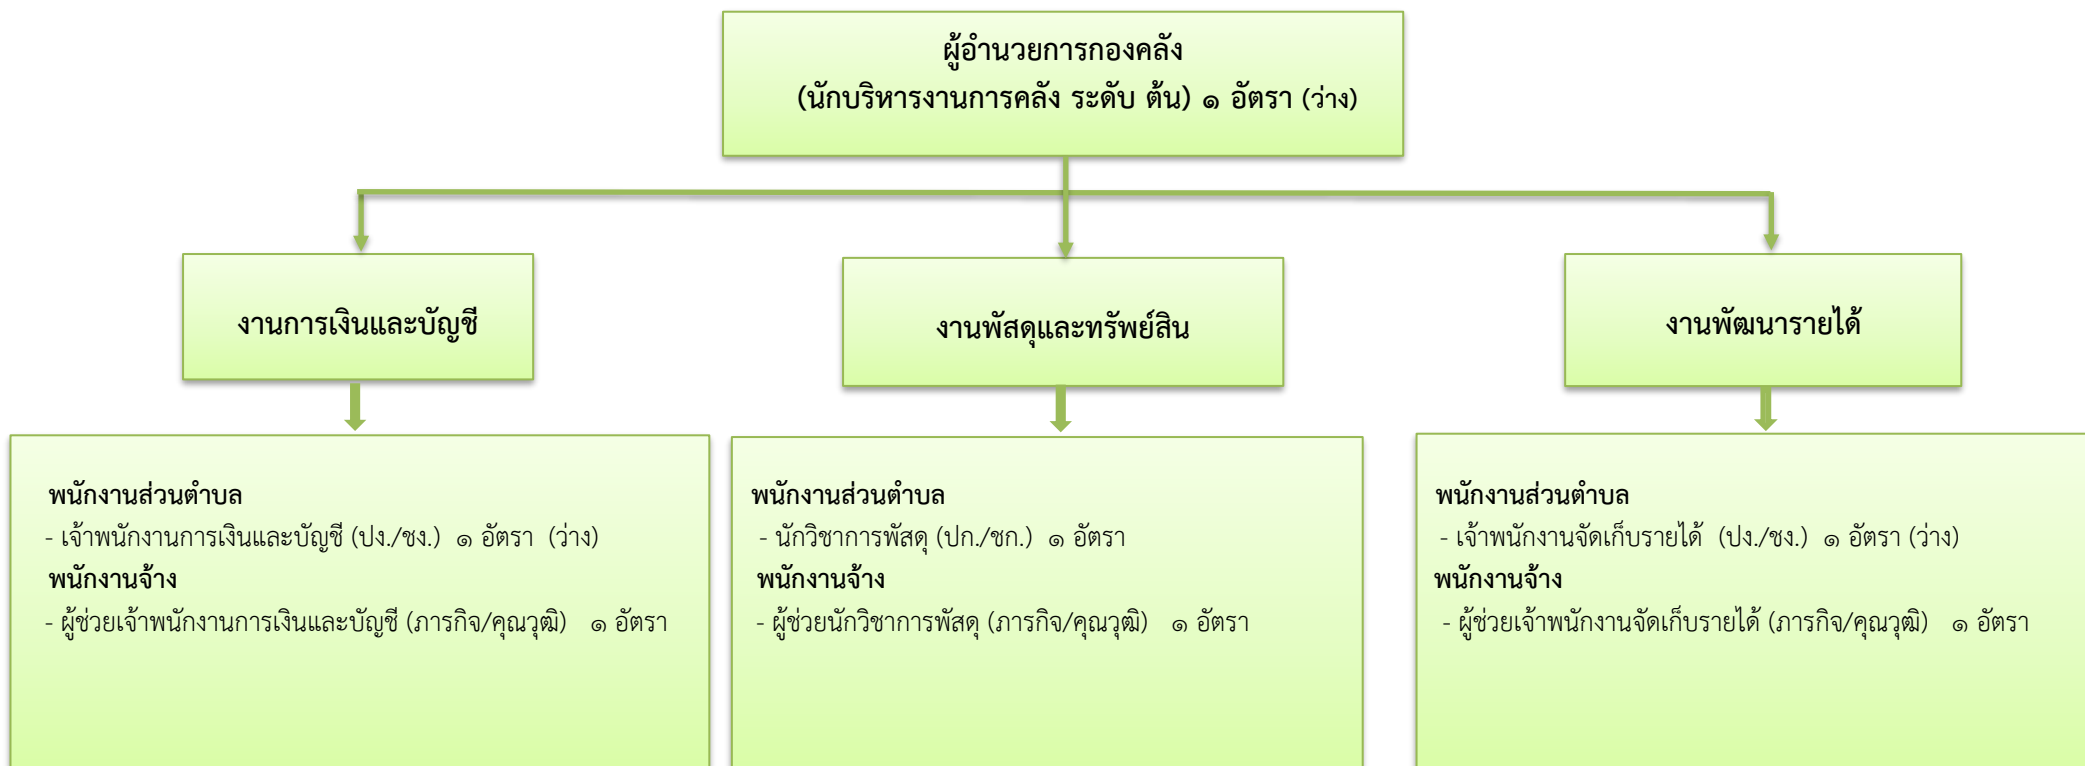 ผู้อำนวยการกองคลัง
(นักบริหารงานการคลัง ระดับ ต้น) ๑ อัตรา (ว่าง)
งานการเงินและบัญชี
งานพัสดุและทรัพย์สิน
งานพัฒนารายได้
พนักงานส่วนตำบล
- เจ้าพนักงานการเงินและบัญชี (ปง./ชง.) ๑ อัตรา (ว่าง)
พนักงานจ้าง
- ผู้ช่วยเจ้าพนักงานการเงินและบัญชี (ภารกิจ/คุณวุฒิ) ๑ อัตรา
พนักงานส่วนตำบล
- นักวิชาการพัสดุ (ปก./ชก.) ๑ อัตรา
พนักงานจ้าง
- ผู้ช่วยนักวิชาการพัสดุ (ภารกิจ/คุณวุฒิ) ๑ อัตรา
พนักงานส่วนตำบล
- เจ้าพนักงานจัดเก็บรายได้ (ปง./ชง.) ๑ อัตรา (ว่าง)
พนักงานจ้าง
- ผู้ช่วยเจ้าพนักงานจัดเก็บรายได้ (ภารกิจ/คุณวุฒิ) ๑ อัตรา